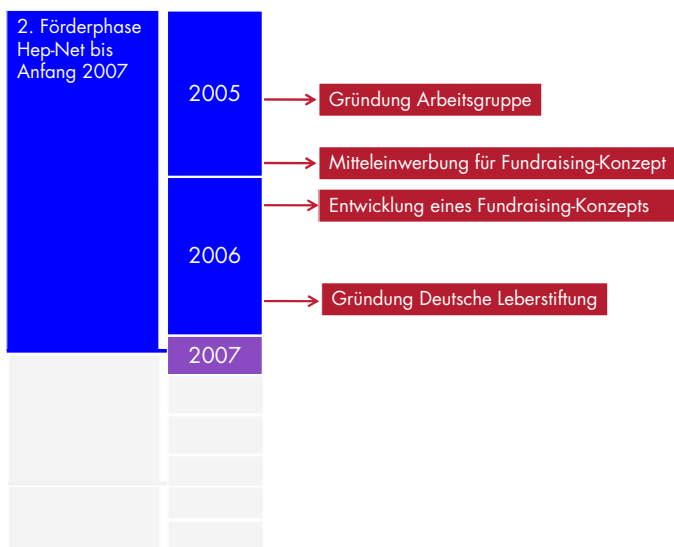 2. Förderphase
Hep-Net bis
Anfang 2007
2005
Gründung Arbeitsgruppe
Mitteleinwerbung für Fundraising-Konzept
Entwicklung eines Fundraising-Konzepts
2006
Gründung Deutsche Leberstiftung
2007